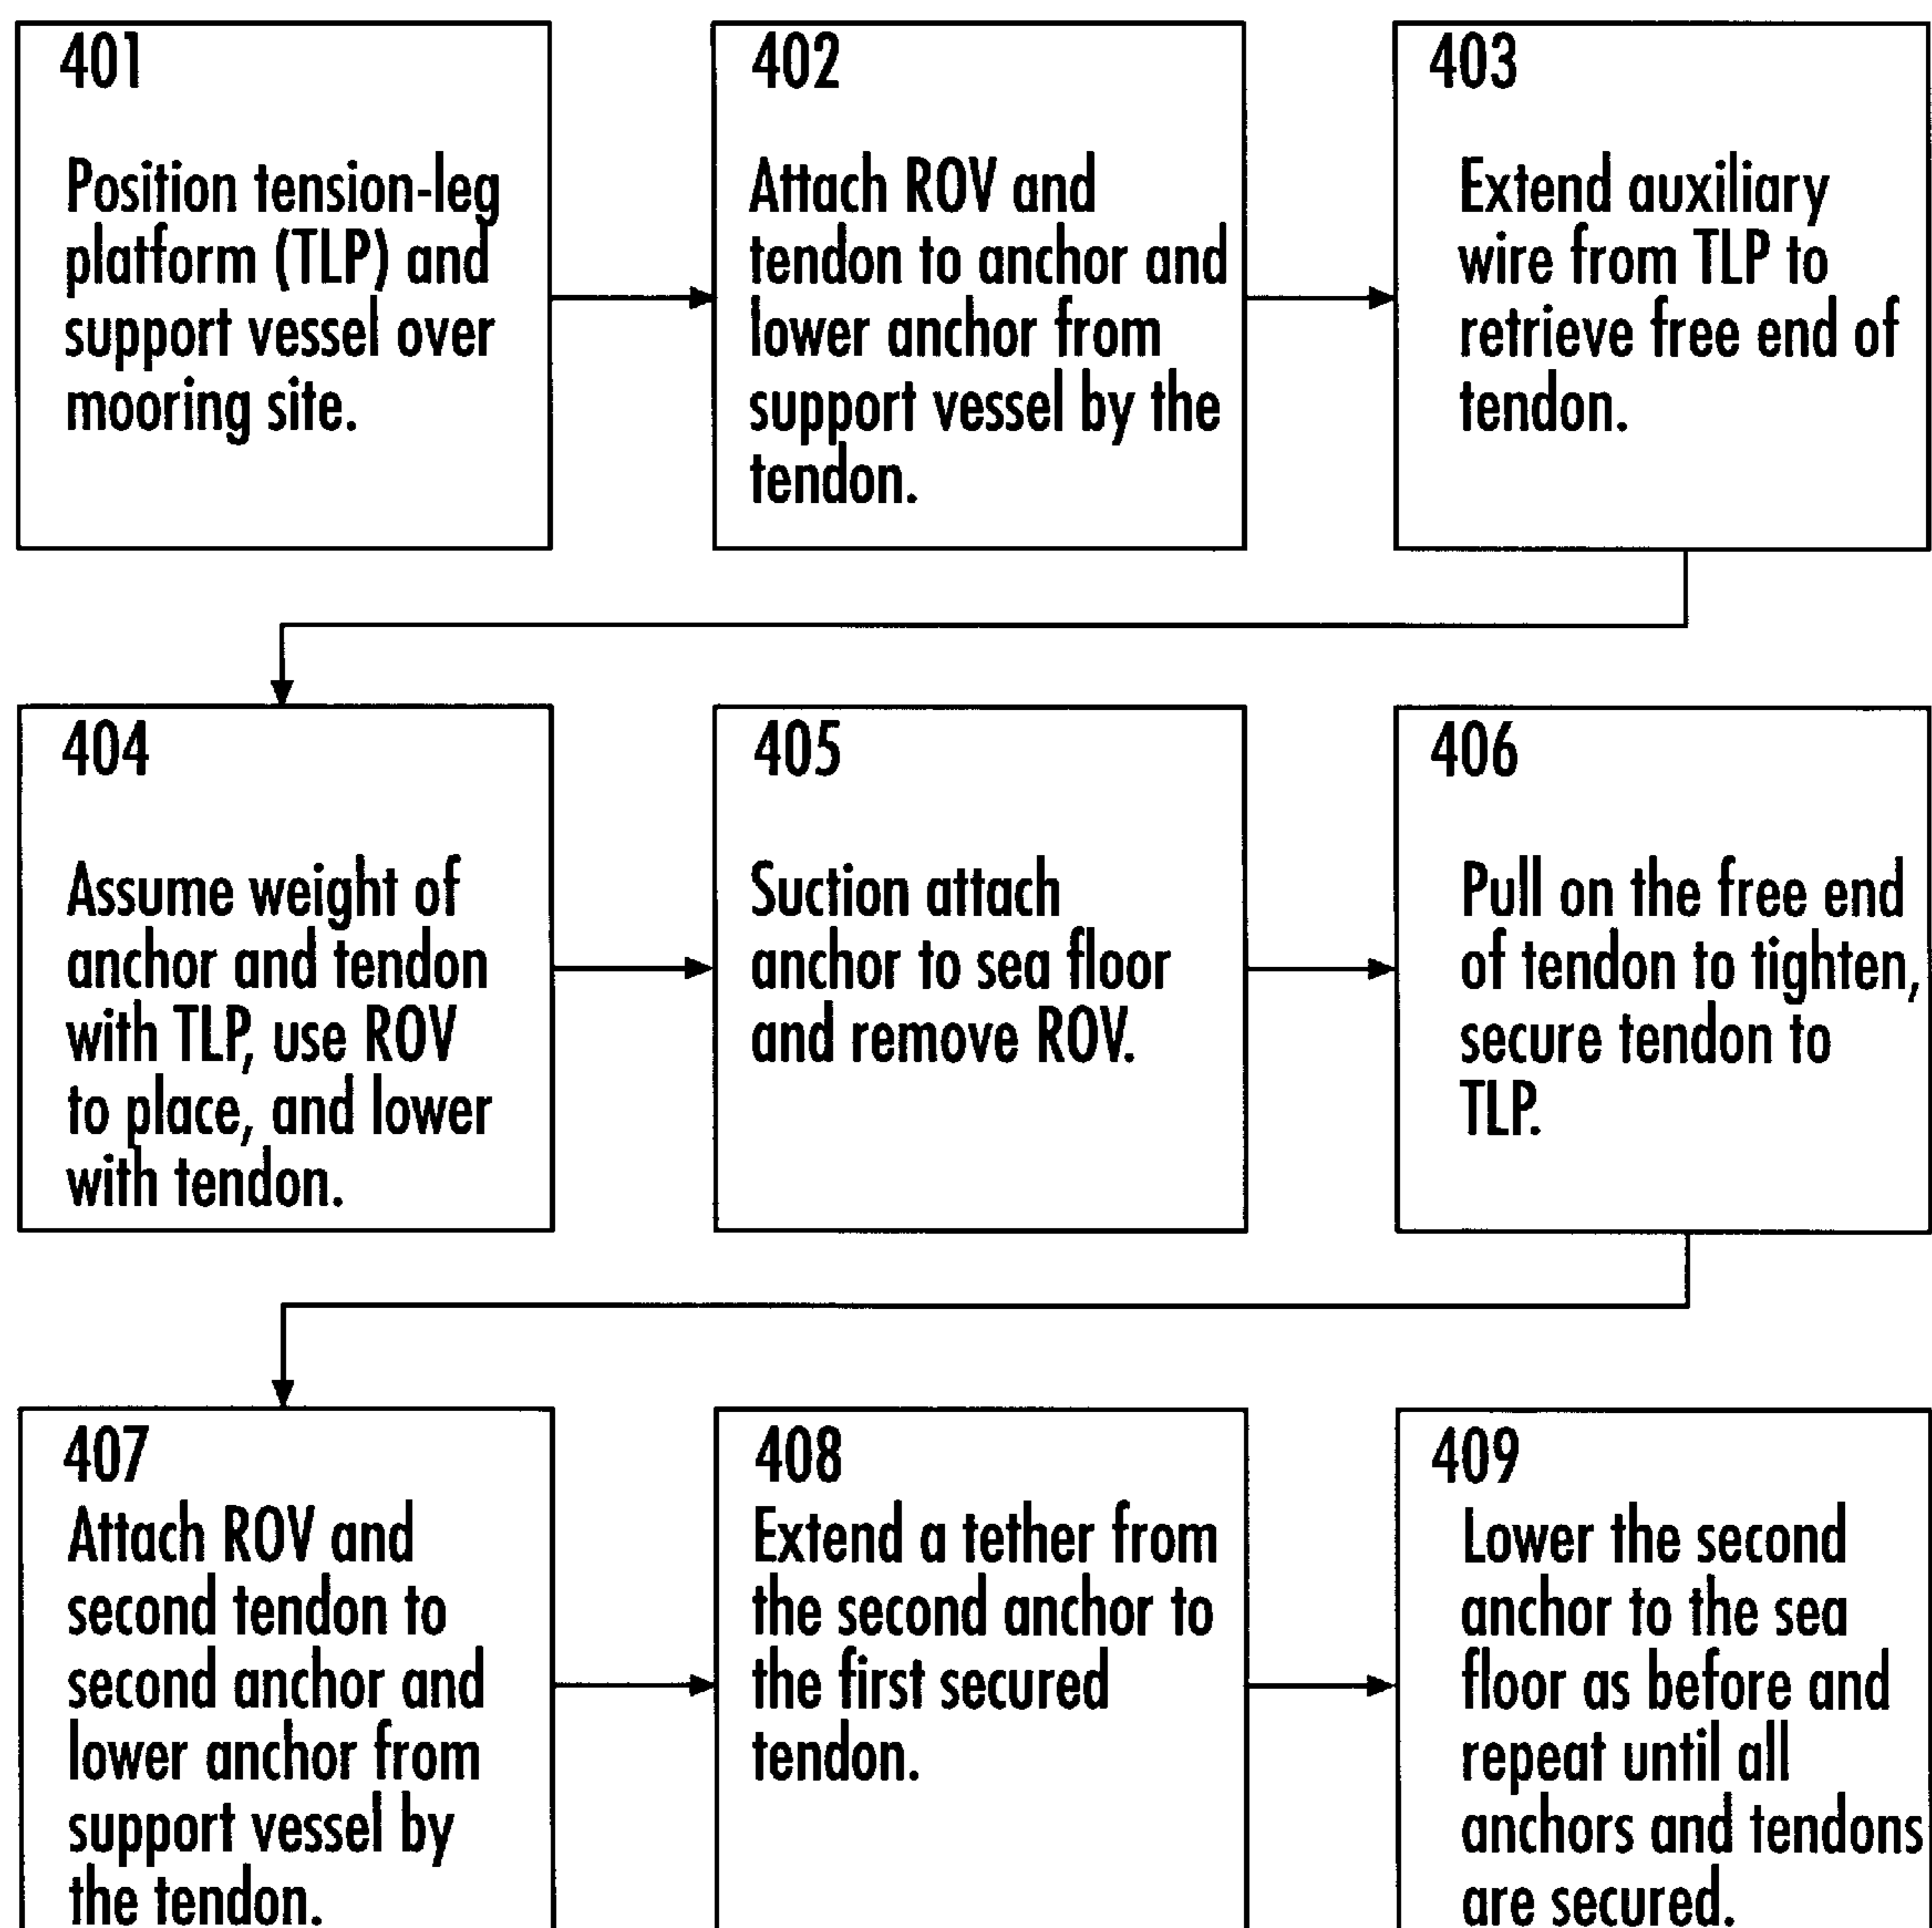 401
Position tension-leg
platform (TLP) and
support vessel over
mooring site.
402
Attach ROV and
tendon to anchor and
lower anchor from
support vessel by the
tendon.
403
Extend auxiliary
wire from TLP to
retrieve free end of
tendon.
404
Assume weight of
anchor and tendon
with TLP, use ROV
to place, and lower
with tendon.
405
Suction attach
anchor to sea floor
and remove ROV.
406
Pull on the free end
of tendon to tighten,
secure tendon to
TLP.
407
Attach ROV and
second tendon to
second anchor and
lower anchor from
support vessel by
the tendon.
408
Extend a tether from
the second anchor to
the first secured
tendon.
409
Lower the second
anchor to the sea
floor as before and
repeat until all
anchors and tendons
are secured.